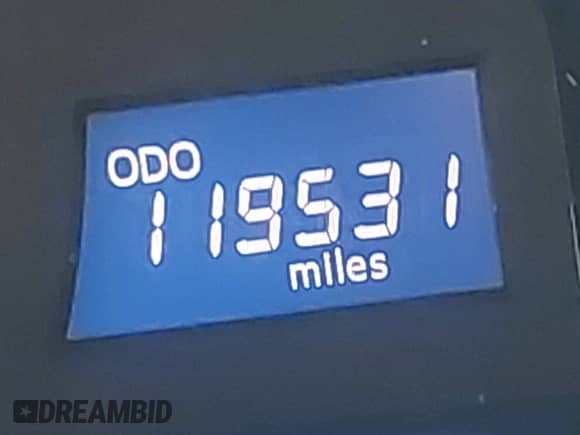 ODO
119531
miles
DREAMBID